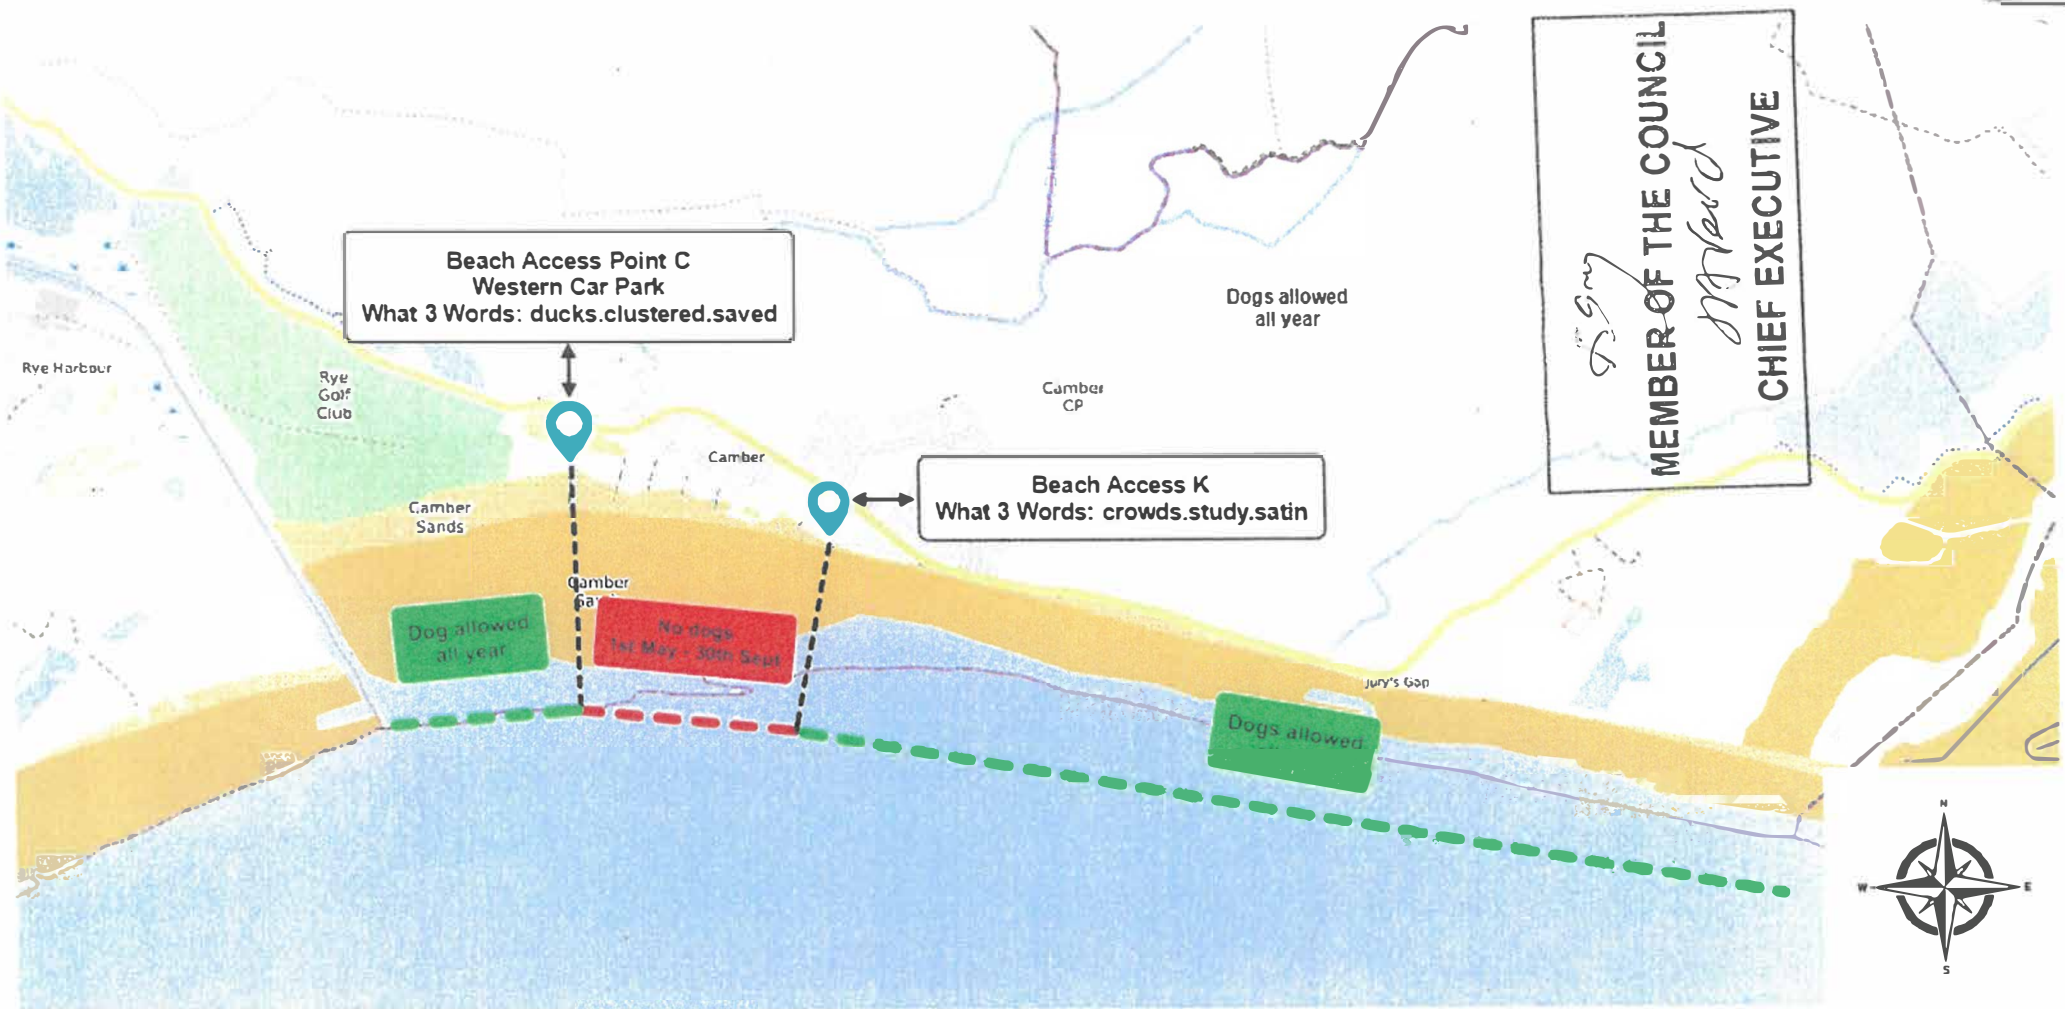 Beach Access Point C
Western Car Park
What 3 Words: ducks.clustered.saved
MEMBER OF THE COUNCIL
CHIEF EXECUTIVE
Dogs allowed
all year
Rye Harbour
Rye
Golf
Club
Camber
CP
Camber
Beach Access K
What 3 Words: crowds.study.satin
Camber
Sands
Camber
Dog allowed
all year
No dogs
1st May - 30th Sept
Jury's Gap
Dogs allowed
N
W
E
S